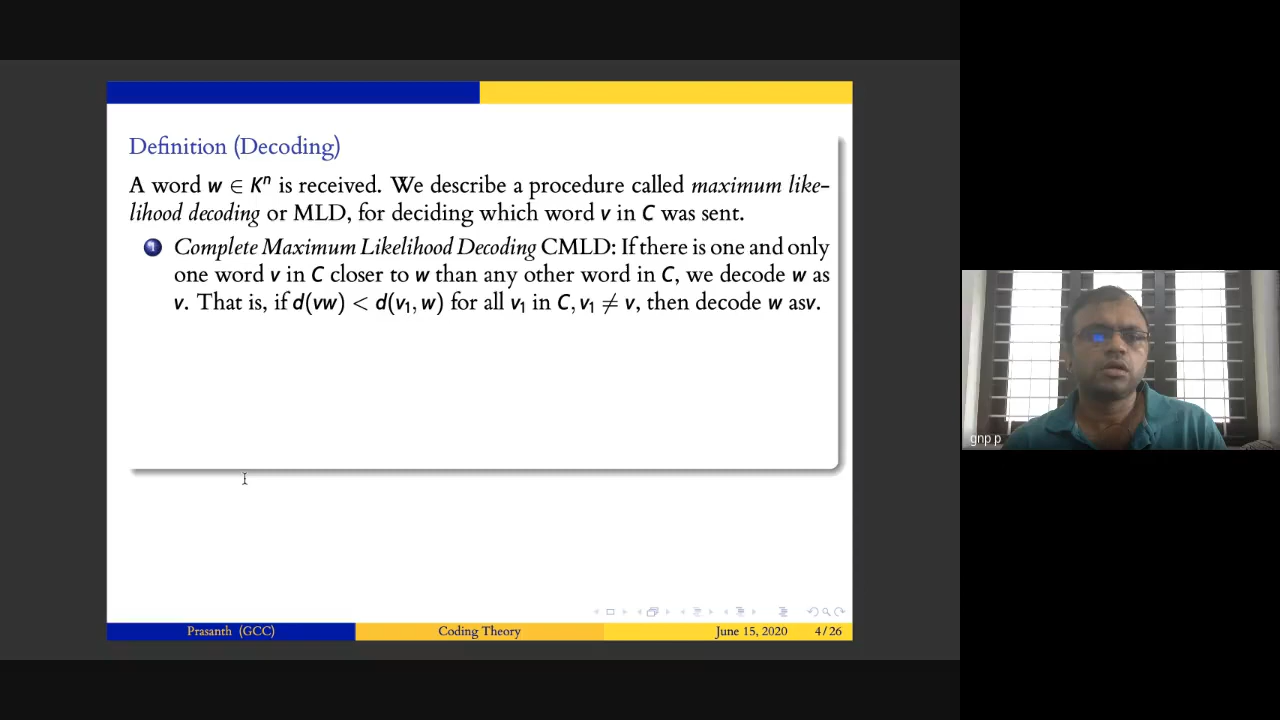 Definition (Decoding)
A word w ∈ Kⁿ is received. We describe a procedure called maximum like-
lihood decoding or MLD, for deciding which word v in C was sent.
1 Complete Maximum Likelihood Decoding CMLD: If there is one and only
one word v in C closer to w than any other word in C, we decode w as
v. That is, if d(vw) < d(v₁, w) for all v₁ in C, v₁ ≠ v, then decode w asv.
gnp p
Prasanth (GCC) Coding Theory June 15, 2020 4/26